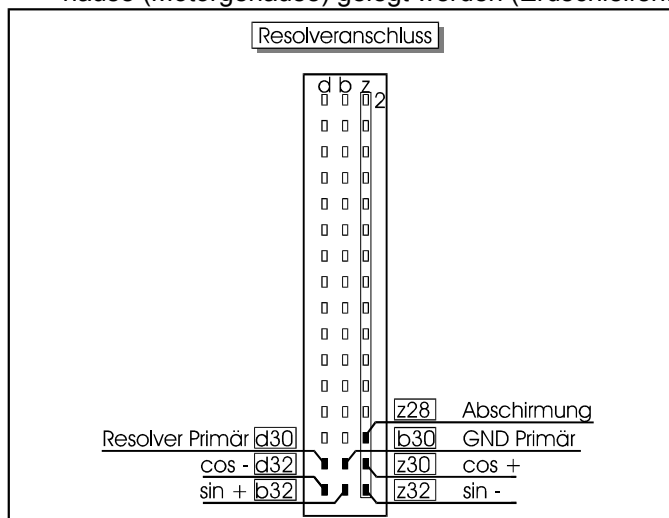 Resolveranschluss
d b z
2
z28 Abschirmung
Resolver Primär d30 b30 GND Primär
cos - d32 z30 cos +
sin + b32 z32 sin -